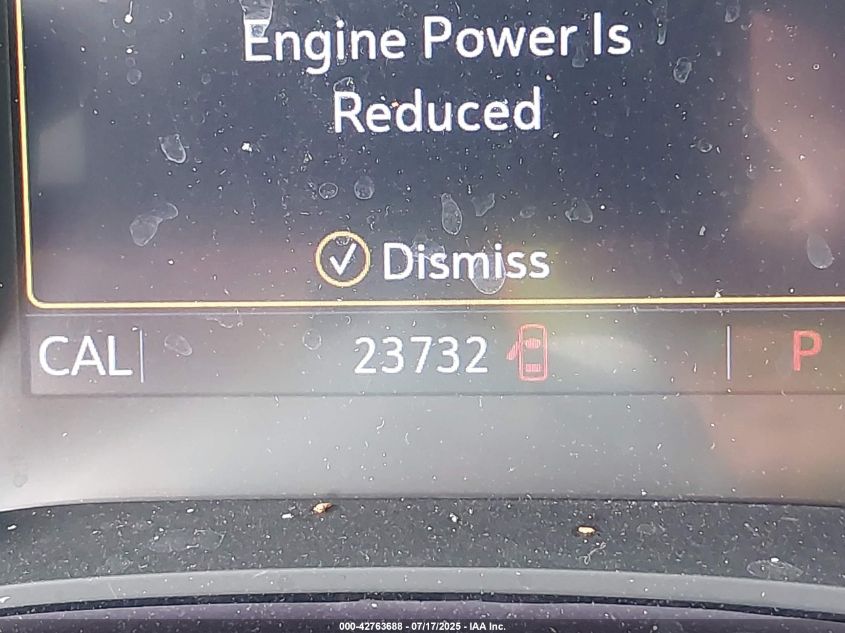 Engine Power Is
Reduced
Dismiss
CAL 23732 P
000-42763688 - 07/17/2025 - IAA Inc.